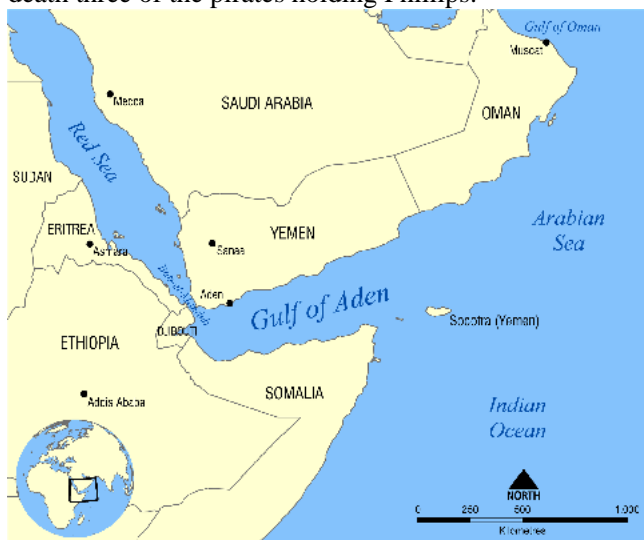 death three of the pirates holding Phillips.
Gulf of Oman
Muscat
Mecca
SAUDI ARABIA
OMAN
Red Sea
SUDAN
Arabian
Sea
ERITREA
Asmara
Sanaa
YEMEN
Aden
Gulf of Aden
DJIBOUTI
Socotra (Yemen)
ETHIOPIA
SOMALIA
Addis Ababa
Indian
Ocean
NORTH
0 250 500 1,000
Kilometres